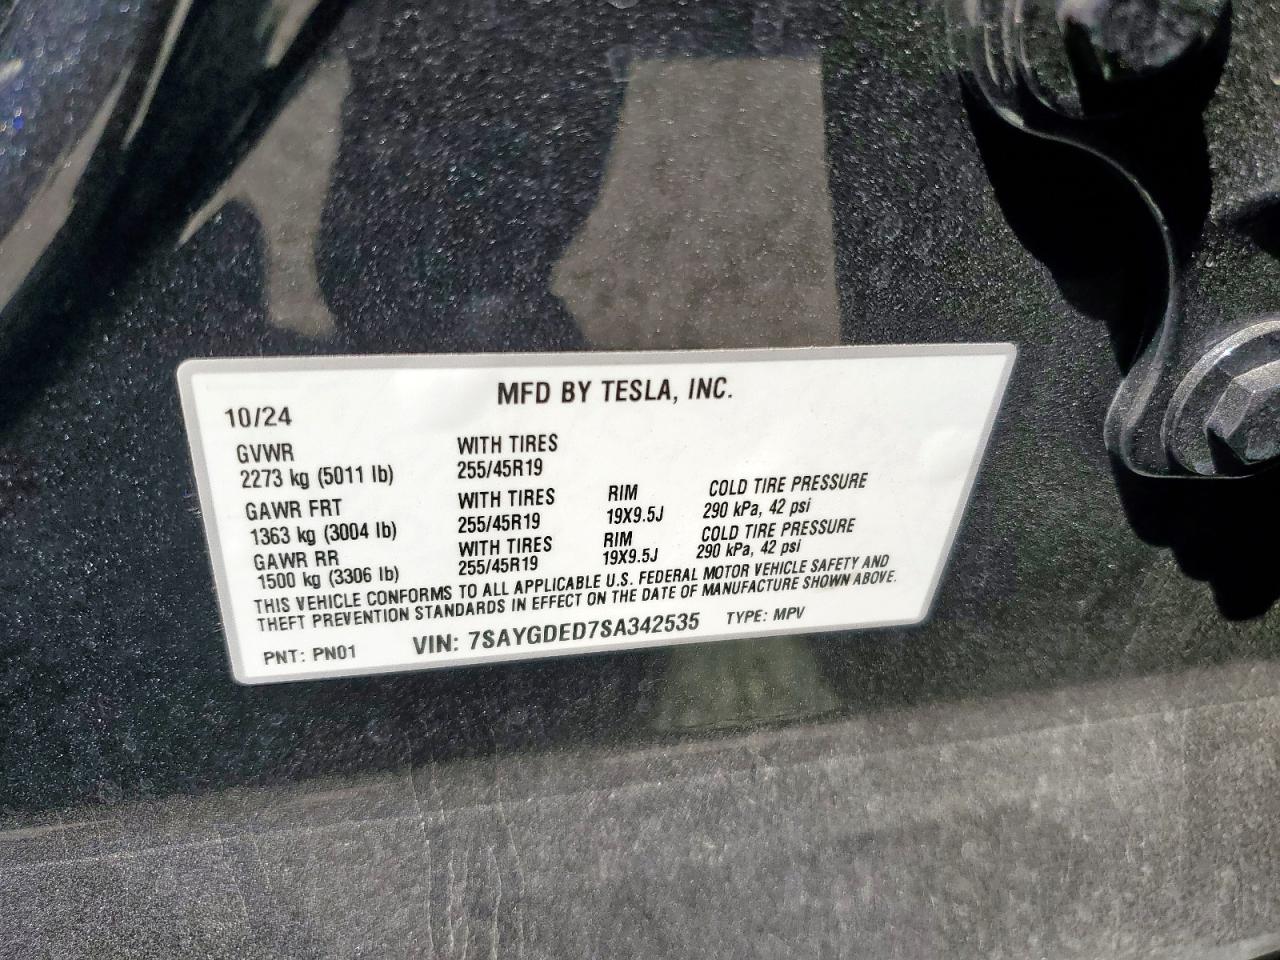 MFD BY TESLA, INC.
10/24
GVWR WITH TIRES
2273 kg (5011 lb) 255/45R19
GAWR FRT WITH TIRES RIM COLD TIRE PRESSURE
1363 kg (3004 lb) 255/45R19 19X9.5J 290 kPa, 42 psi
GAWR RR WITH TIRES RIM COLD TIRE PRESSURE
1500 kg (3306 lb) 255/45R19 19X9.5J 290 kPa, 42 psi
THIS VEHICLE CONFORMS TO ALL APPLICABLE U.S. FEDERAL MOTOR VEHICLE SAFETY AND
THEFT PREVENTION STANDARDS IN EFFECT ON THE DATE OF MANUFACTURE SHOWN ABOVE.
PNT: PN01 VIN: 7SAYGDED7SA342535 TYPE: MPV